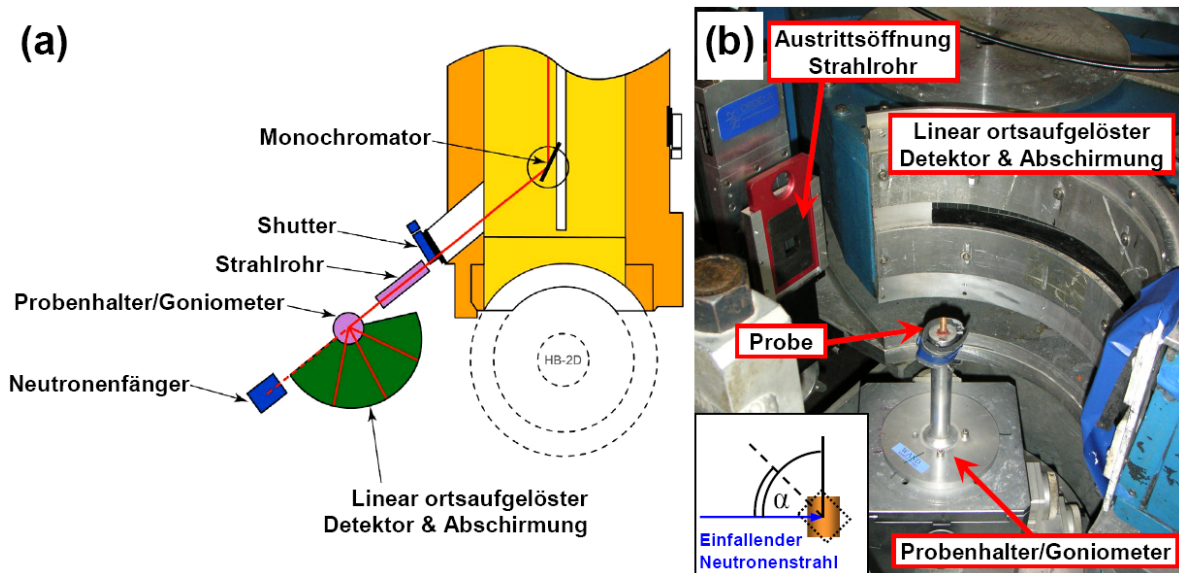 (a)
Monochromator
Shutter
Strahlrohr
Probenhalter/Goniometer
Neutronenfänger
HB-2D
Linear ortsaufgelöster
Detektor & Abschirmung
(b)
Austrittsöffnung
Strahlrohr
Linear ortsaufgelöster
Detektor & Abschirmung
Probe
WAND
α
Einfallender
Neutronenstrahl
Probenhalter/Goniometer